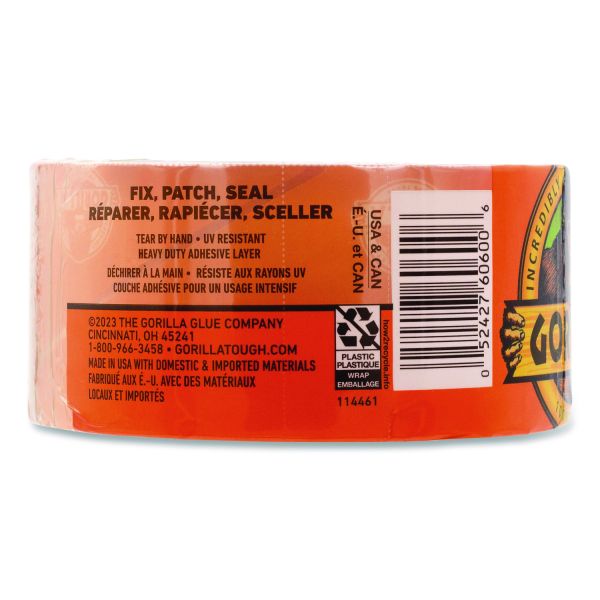 FIX, PATCH, SEAL
RÉPARER, RAPIÉCER, SCELLER
TEAR BY HAND • UV RESISTANT
HEAVY DUTY ADHESIVE LAYER
DÉCHIRER À LA MAIN • RÉSISTE AUX RAYONS UV
COUCHE ADHÉSIVE POUR UN USAGE INTENSIF
©2023 THE GORILLA GLUE COMPANY
CINCINNATI, OH 45241
1-800-966-3458 • GORILLATOUGH.COM
MADE IN USA WITH DOMESTIC & IMPORTED MATERIALS
FABRIQUÉ AUX É.-U. AVEC DES MATÉRIAUX
LOCAUX ET IMPORTÉS
USA & CAN
É.-U. et CAN
how2recycle.info
PLASTIC
PLASTIQUE
WRAP
EMBALLAGE
114461
0 52427 60600 6
INCREDIBLY